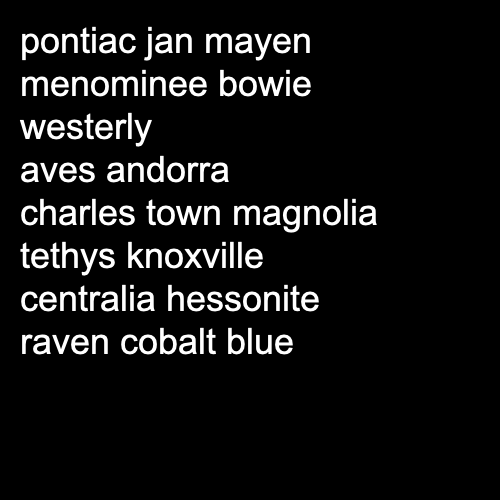 pontiac jan mayen
menominee bowie
westerly
aves andorra
charles town magnolia
tethys knoxville
centralia hessonite
raven cobalt blue